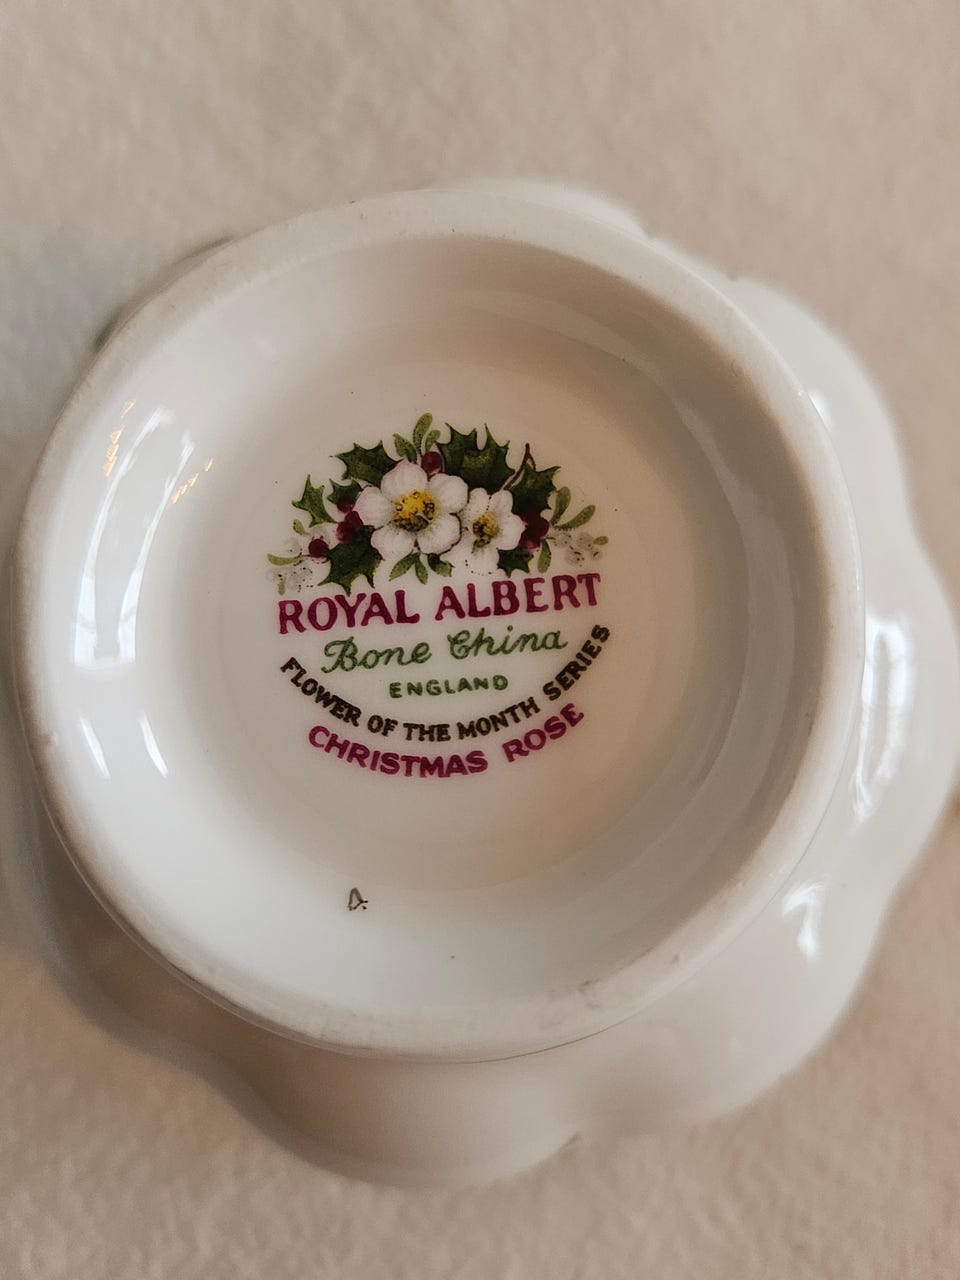 ROYAL ALBERT
Bone China
ENGLAND
FLOWER OF THE MONTH SERIES
CHRISTMAS ROSE